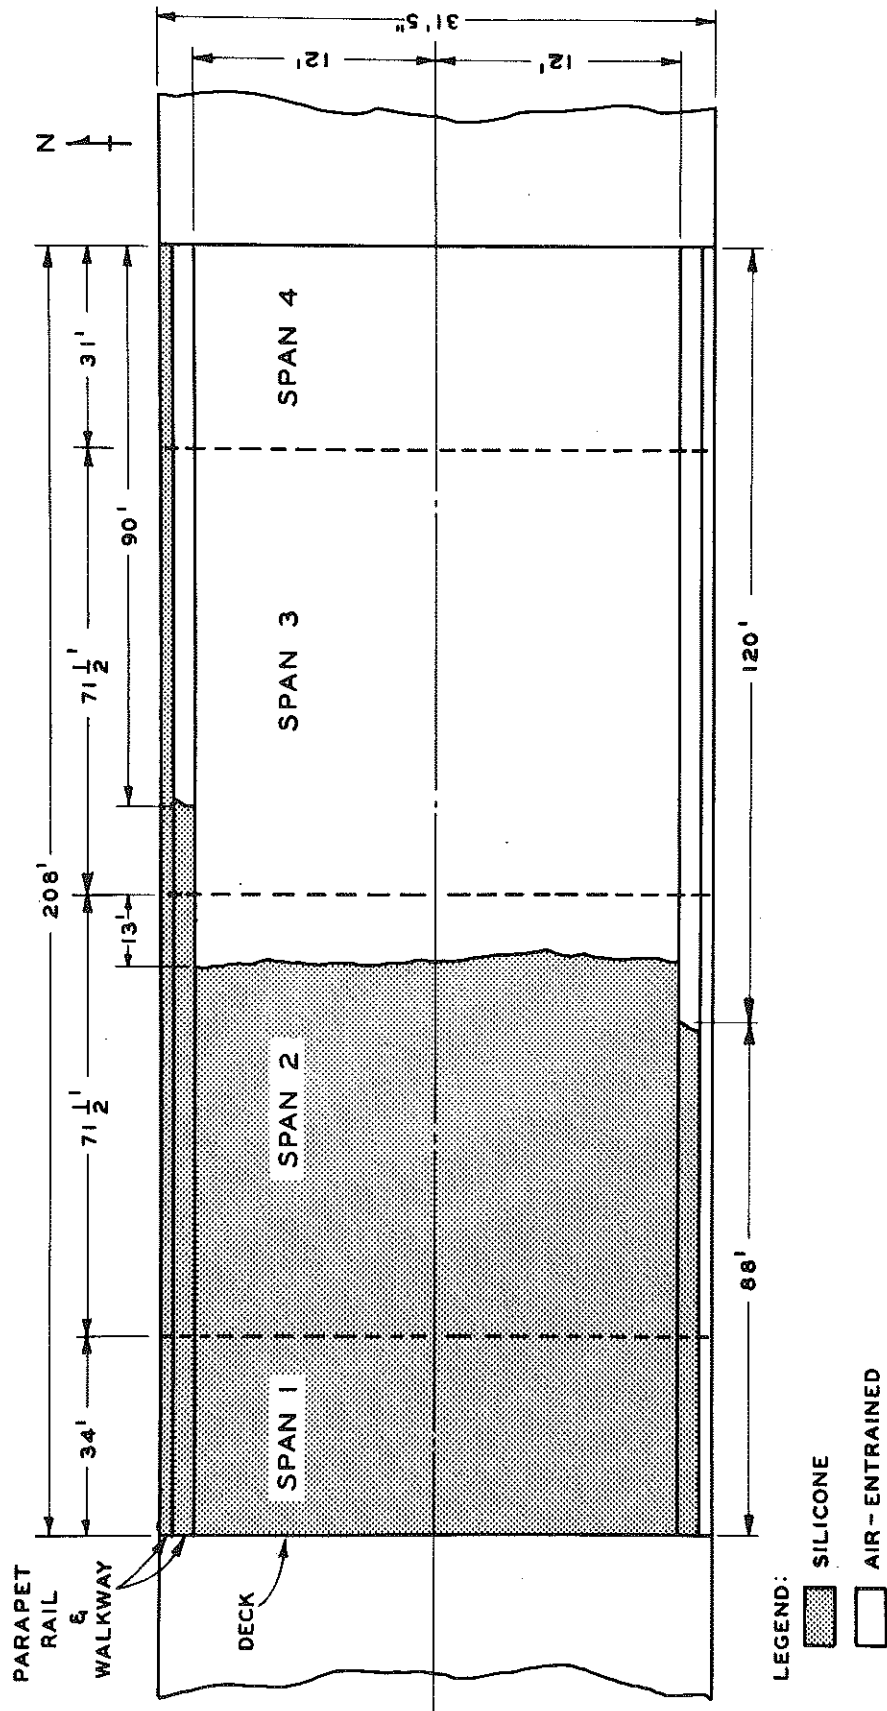 PARAPET
RAIL
&
WALKWAY
DECK
N
208'
34'
71 1/2'
71 1/2'
31'
13'
90'
12'
12'
31'5"
SPAN 1
SPAN 2
SPAN 3
SPAN 4
88'
120'
LEGEND:
SILICONE
AIR-ENTRAINED